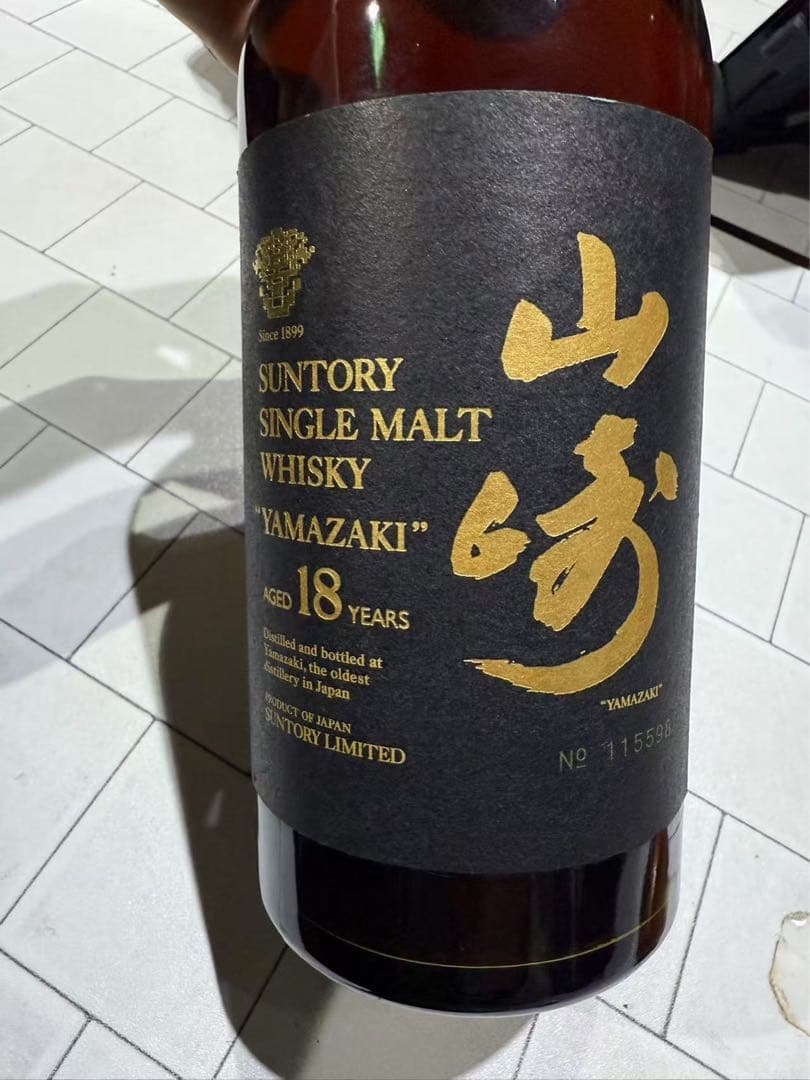 Since 1899
SUNTORY
SINGLE MALT
WHISKY
"YAMAZAKI"
AGED 18 YEARS
Distilled and bottled at
Yamazaki, the oldest
distillery in Japan
PRODUCT OF JAPAN
SUNTORY LIMITED
山
崎
"YAMAZAKI"
№ 115598